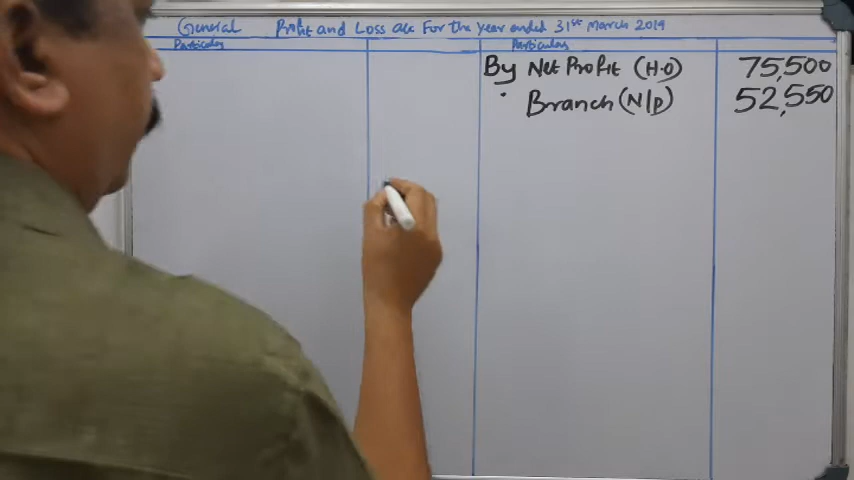 General Profit and Loss a/c For the year ended 31st March 2019
Particulars Particulars
By Net Profit (H.O) 75,500
" Branch (N/P) 52,550